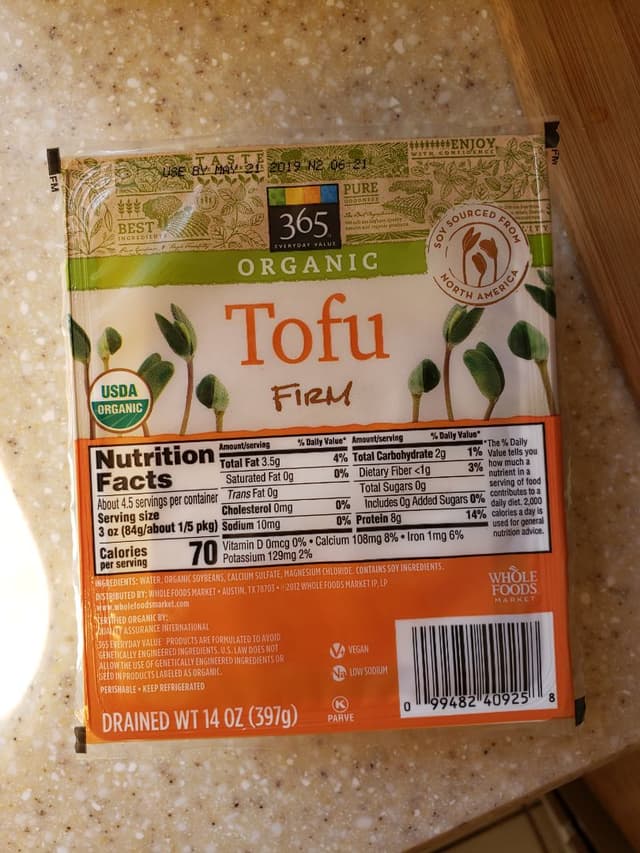 FM
FM
TASTE
USE BY MAY 21 2019 N2 06 21
ENJOY
WITH CONFIDENCE
PURE
GOODNESS
BEST
INGREDIENTS
365
EVERYDAY VALUE
ORGANIC
SOY SOURCED FROM
NORTH AMERICA
Tofu
FIRM
USDA
ORGANIC
Nutrition
Facts
About 4.5 servings per container
Serving size
3 oz (84g/about 1/5 pkg)
Calories
per serving
70
Amount/serving % Daily Value*
Total Fat 3.5g 4%
Saturated Fat 0g 0%
Trans Fat 0g
Cholesterol 0mg 0%
Sodium 10mg 0%
Amount/serving % Daily Value*
Total Carbohydrate 2g 1%
Dietary Fiber <1g 3%
Total Sugars 0g
Includes 0g Added Sugars 0%
Protein 8g 14%
Vitamin D 0mcg 0% • Calcium 108mg 8% • Iron 1mg 6%
Potassium 129mg 2%
*The % Daily
Value tells you
how much a
nutrient in a
serving of food
contributes to a
daily diet. 2,000
calories a day is
used for general
nutrition advice.
INGREDIENTS: WATER, ORGANIC SOYBEANS, CALCIUM SULFATE, MAGNESIUM CHLORIDE. CONTAINS SOY INGREDIENTS.
DISTRIBUTED BY: WHOLE FOODS MARKET • AUSTIN, TX 78703 • ©2012 WHOLE FOODS MARKET IP, LP
www.wholefoodsmarket.com
CERTIFIED ORGANIC BY:
QUALITY ASSURANCE INTERNATIONAL
365 EVERYDAY VALUE PRODUCTS ARE FORMULATED TO AVOID
GENETICALLY ENGINEERED INGREDIENTS. U.S. LAW DOES NOT
ALLOW THE USE OF GENETICALLY ENGINEERED INGREDIENTS OR
SEED IN PRODUCTS LABELED AS ORGANIC.
PERISHABLE • KEEP REFRIGERATED
DRAINED WT 14 OZ (397g)
V VEGAN
Na LOW SODIUM
K
PARVE
WHOLE
FOODS
MARKET
0 99482 40925 8